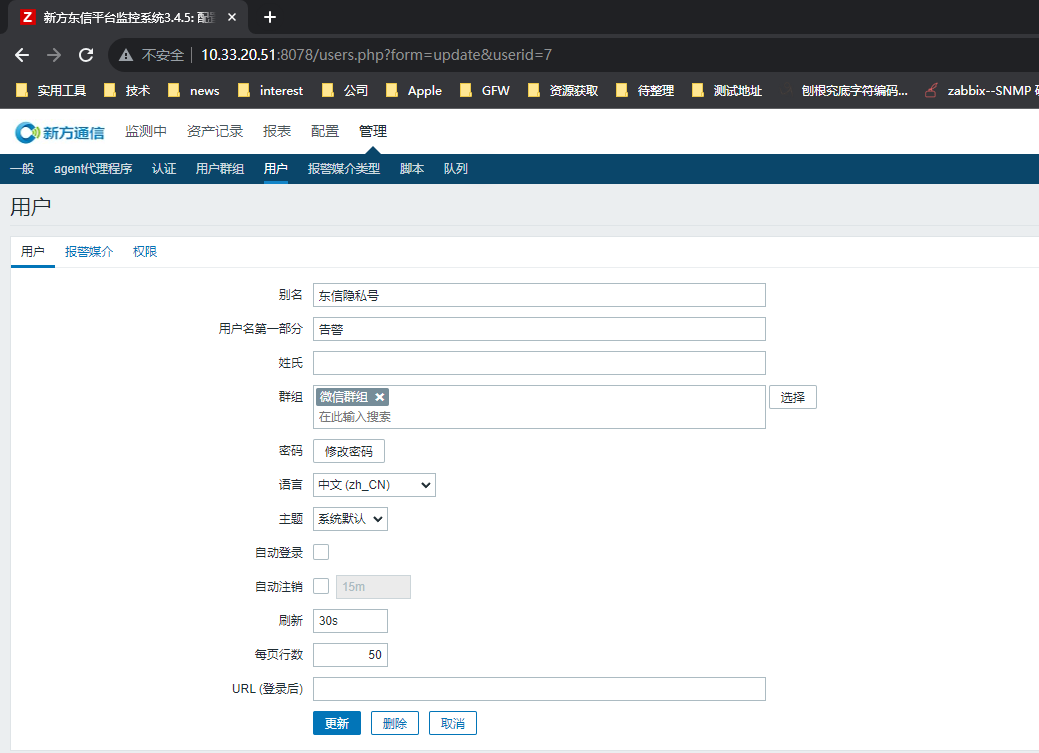 新方东信平台监控系统3.4.5: 配
不安全 10.33.20.51:8078/users.php?form=update&userid=7
实用工具 技术 news interest 公司 Apple GFW 资源获取 待整理 测试地址 刨根究底字符编码... zabbix--SNMP
新方通信 监测中 资产记录 报表 配置 管理
一般 agent代理程序 认证 用户群组 用户 报警媒介类型 脚本 队列
用户
用户 报警媒介 权限
别名 东信隐私号
用户名第一部分 告警
姓氏
群组 微信群组 选择
在此输入搜索
密码 修改密码
语言 中文 (zh_CN)
主题 系统默认
自动登录
自动注销 15m
刷新 30s
每页行数 50
URL (登录后)
更新 删除 取消